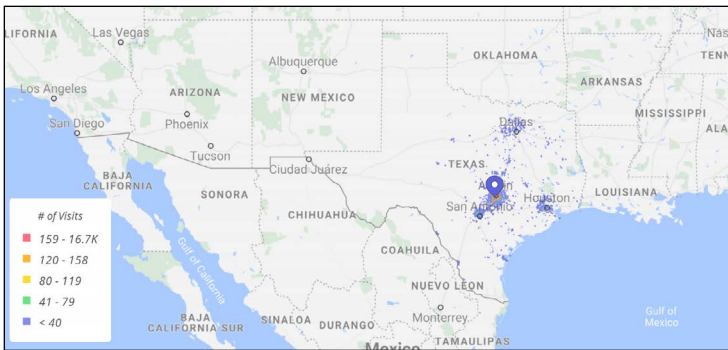 LIFORNIA
Las Vegas
Albuquerque
OKLAHOMA
Nas
TENN
Los Angeles
ARIZONA
NEW MEXICO
ARKANSAS
MISSISSIPPI
San Diego
Phoenix
Dallas
ALA
Tucson
Ciudad Juárez
TEXAS
BAJA
CALIFORNIA
SONORA
San Antonio
Houston
LOUISIANA
CHIHUAHUA
# of Visits
159 - 16.7K
120 - 158
80 - 119
41 - 79
< 40
Gulf of California
COAHUILA
NUEVO LEON
Gulf of
Mexico
BAJA
CALIFORNIA SUR
SINALOA
DURANGO
Monterrey
Mexico
TAMAULIPAS